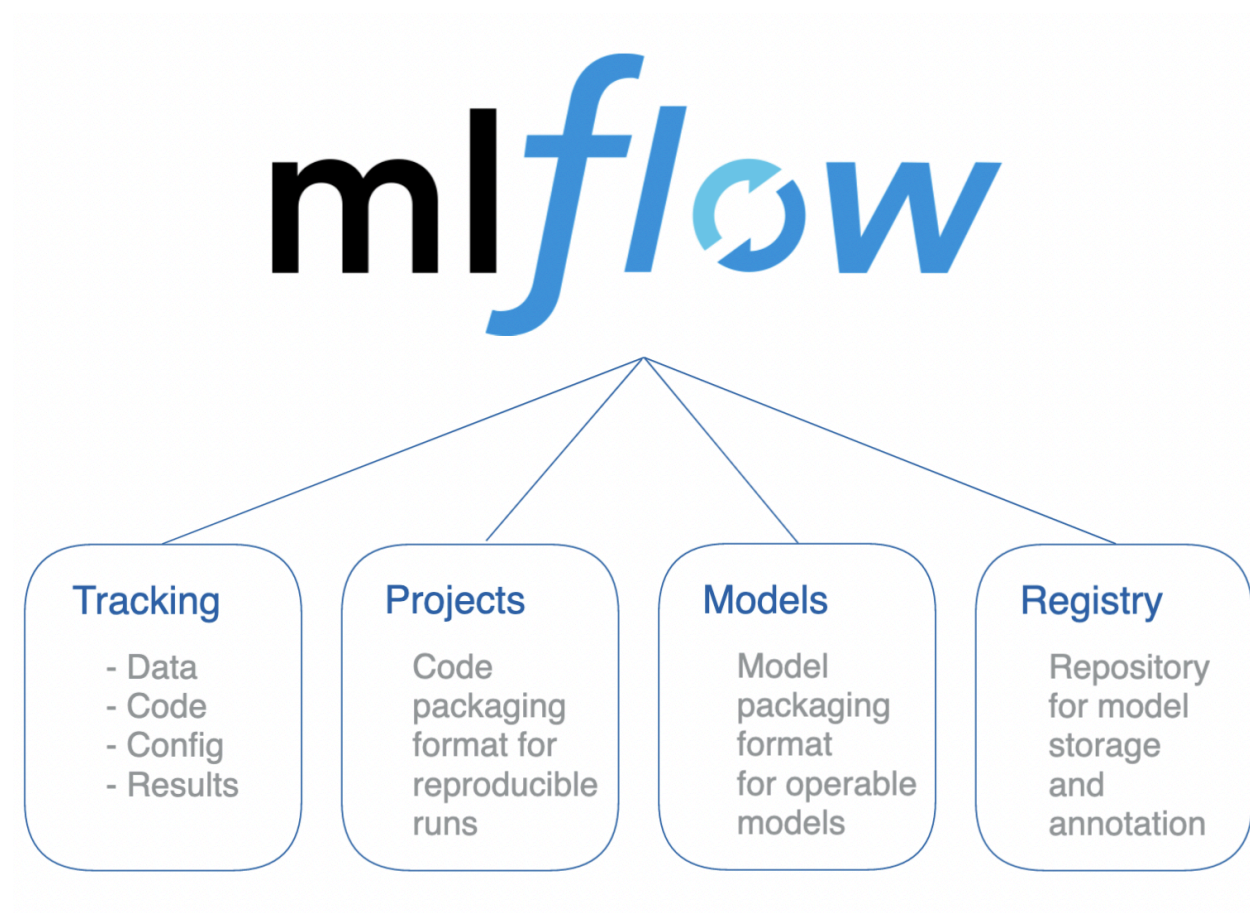 mlflow
Tracking
- Data
- Code
- Config
- Results
Projects
Code
packaging
format for
reproducible
runs
Models
Model
packaging
format
for operable
models
Registry
Repository
for model
storage
and
annotation